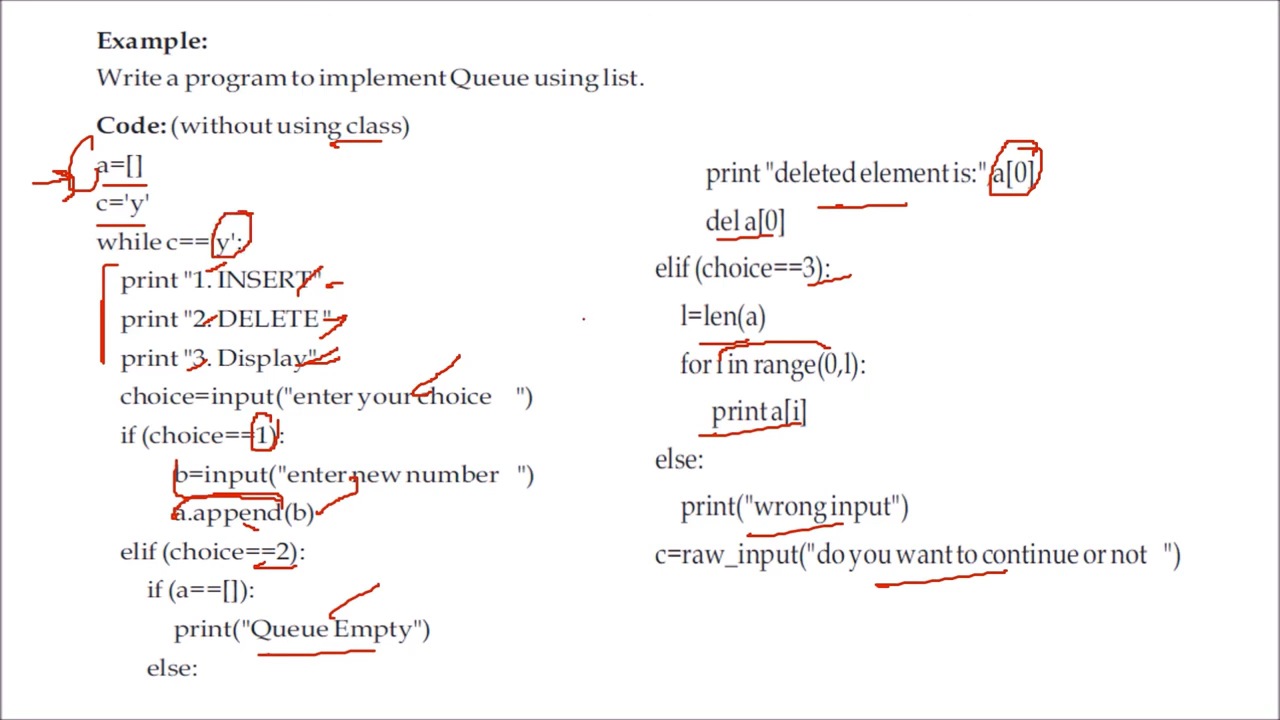 Example:
Write a program to implement Queue using list.
Code: (without using class)
a=[]
c='y'
while c=='y':
print "1. INSERT"
print "2. DELETE"
print "3. Display"
choice=input("enter your choice ")
if (choice==1):
b=input("enter new number ")
a.append(b)
elif (choice==2):
if (a==[]):
print("Queue Empty")
else:
print "deleted element is:",a[0]
del a[0]
elif (choice==3):
l=len(a)
for i in range(0,l):
print a[i]
else:
print("wrong input")
c=raw_input("do you want to continue or not ")